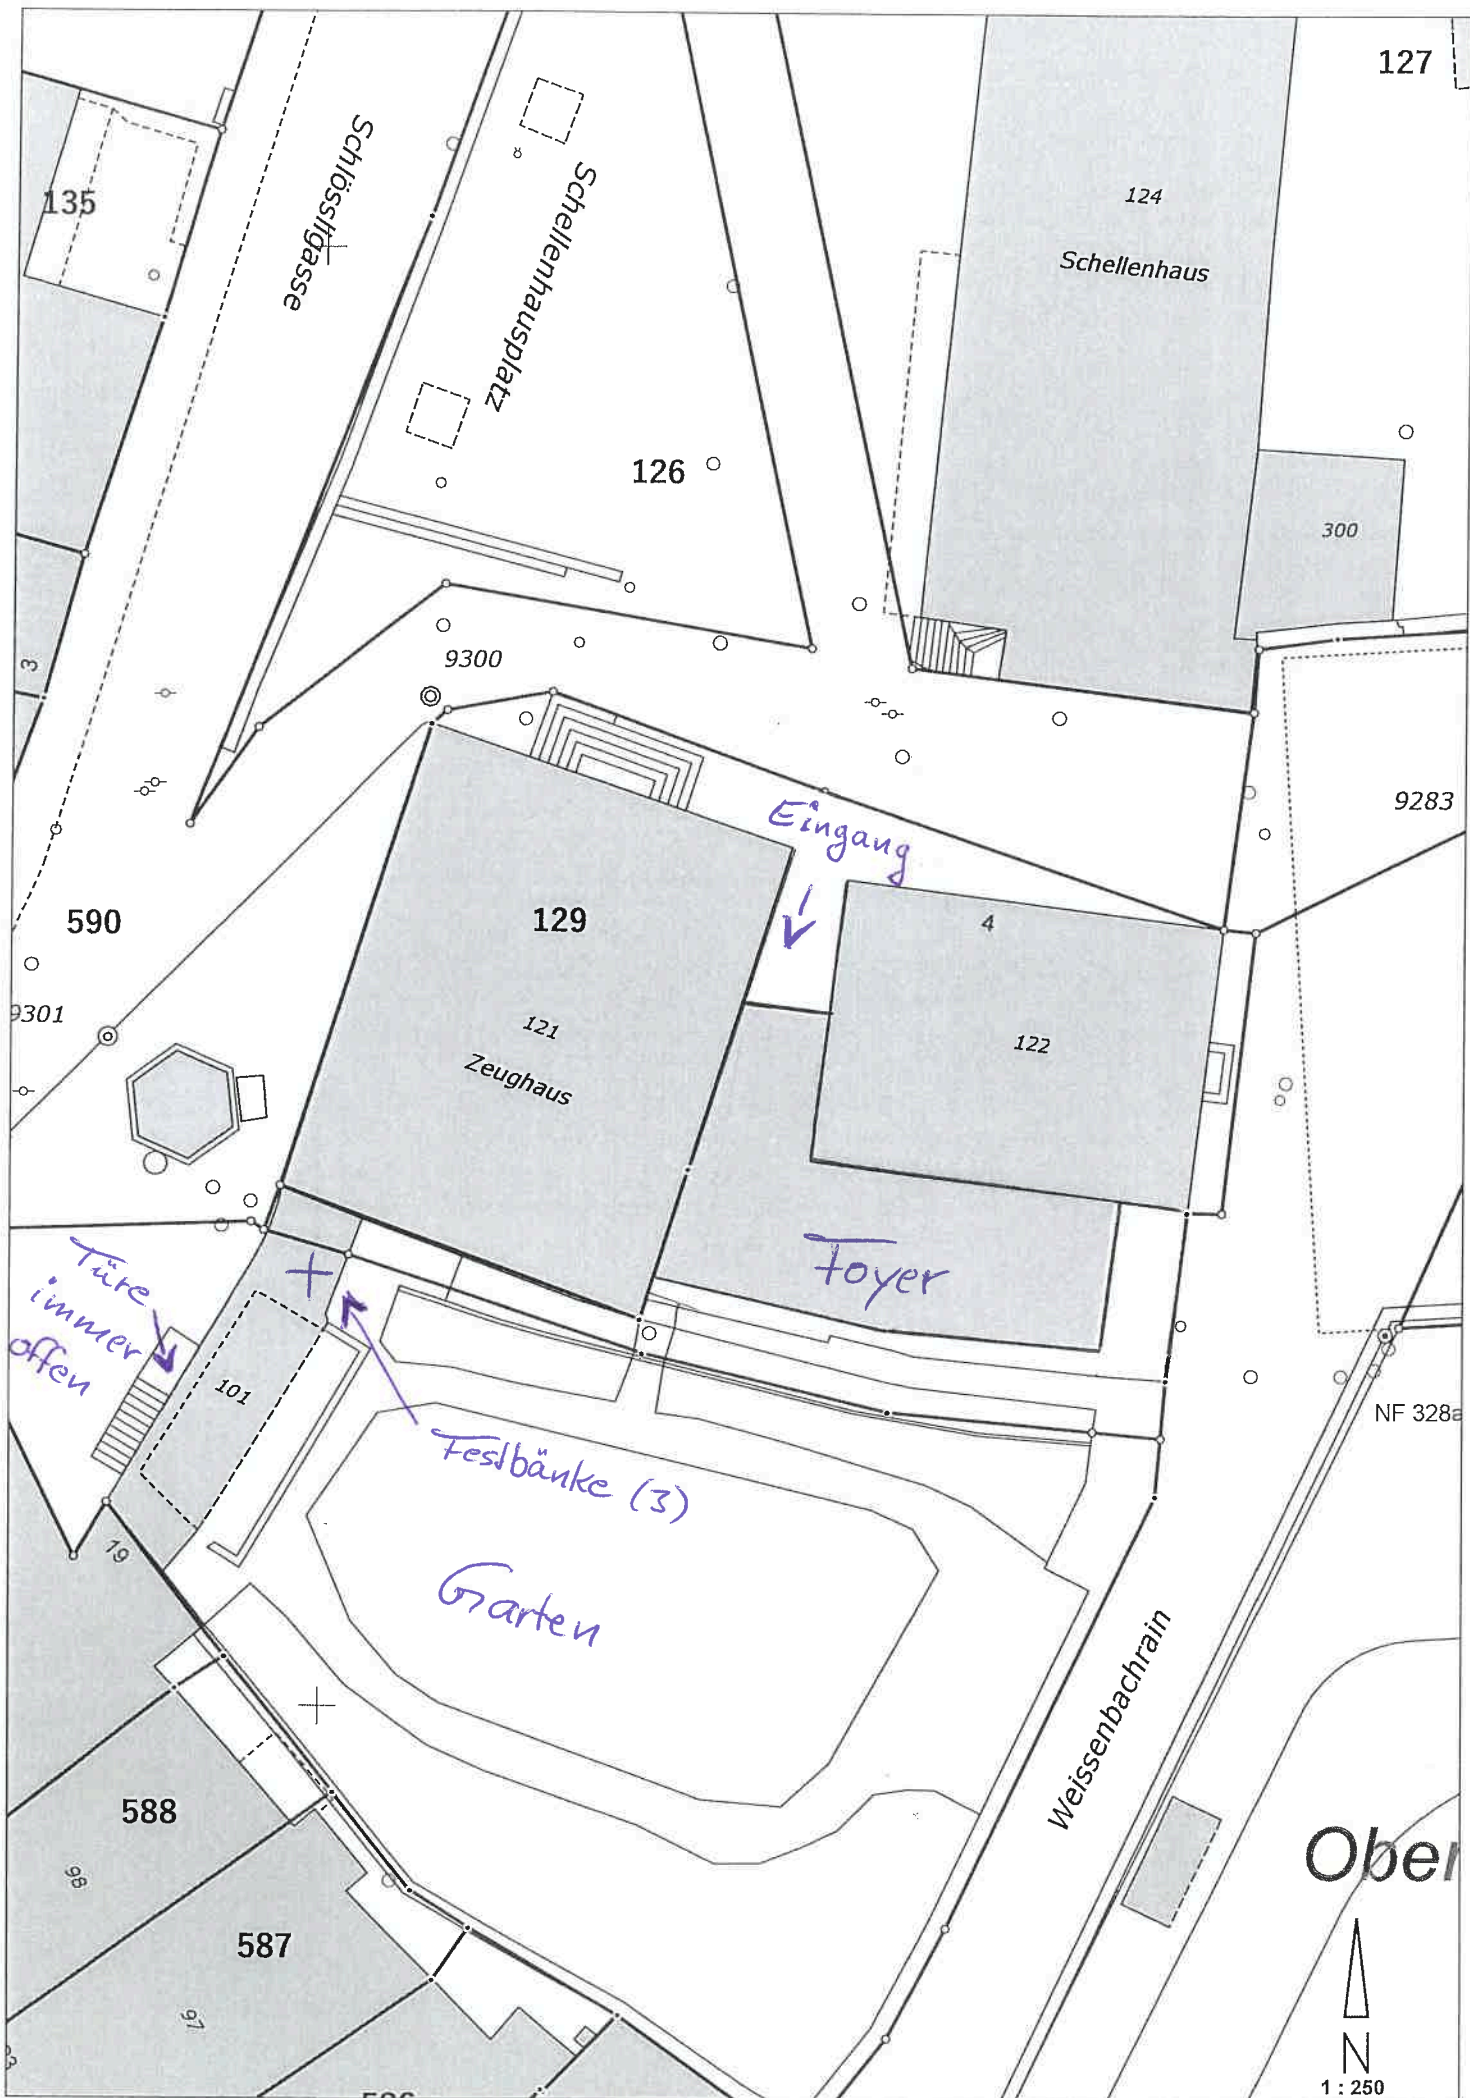 127
124
Schellenhaus
Schlössligasse
Schellenhausplatz
135
126
300
3
9300
9283
Eingang
590
129
4
9301
121
Zeughaus
122
Türe
immer
offen
Foyer
101
NF 328a
Festbänke (3)
19
Garten
Weissenbachrain
588
98
Ober
587
97
N
1 : 250